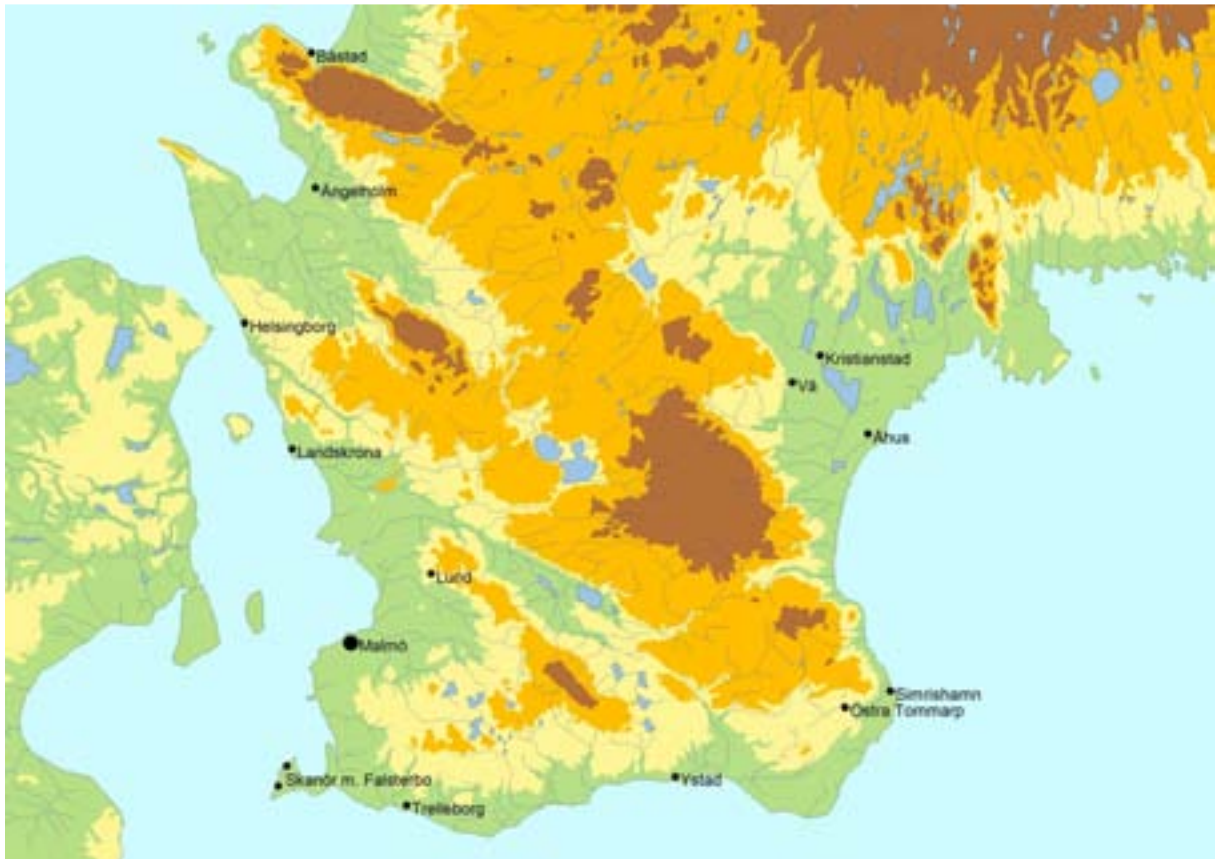 Båstad
Ängelholm
Helsingborg
Kristianstad
Vä
Åhus
Landskrona
Lund
Malmö
Simrishamn
Östra Tommarp
Skanör m. Falsterbo
Ystad
Trelleborg